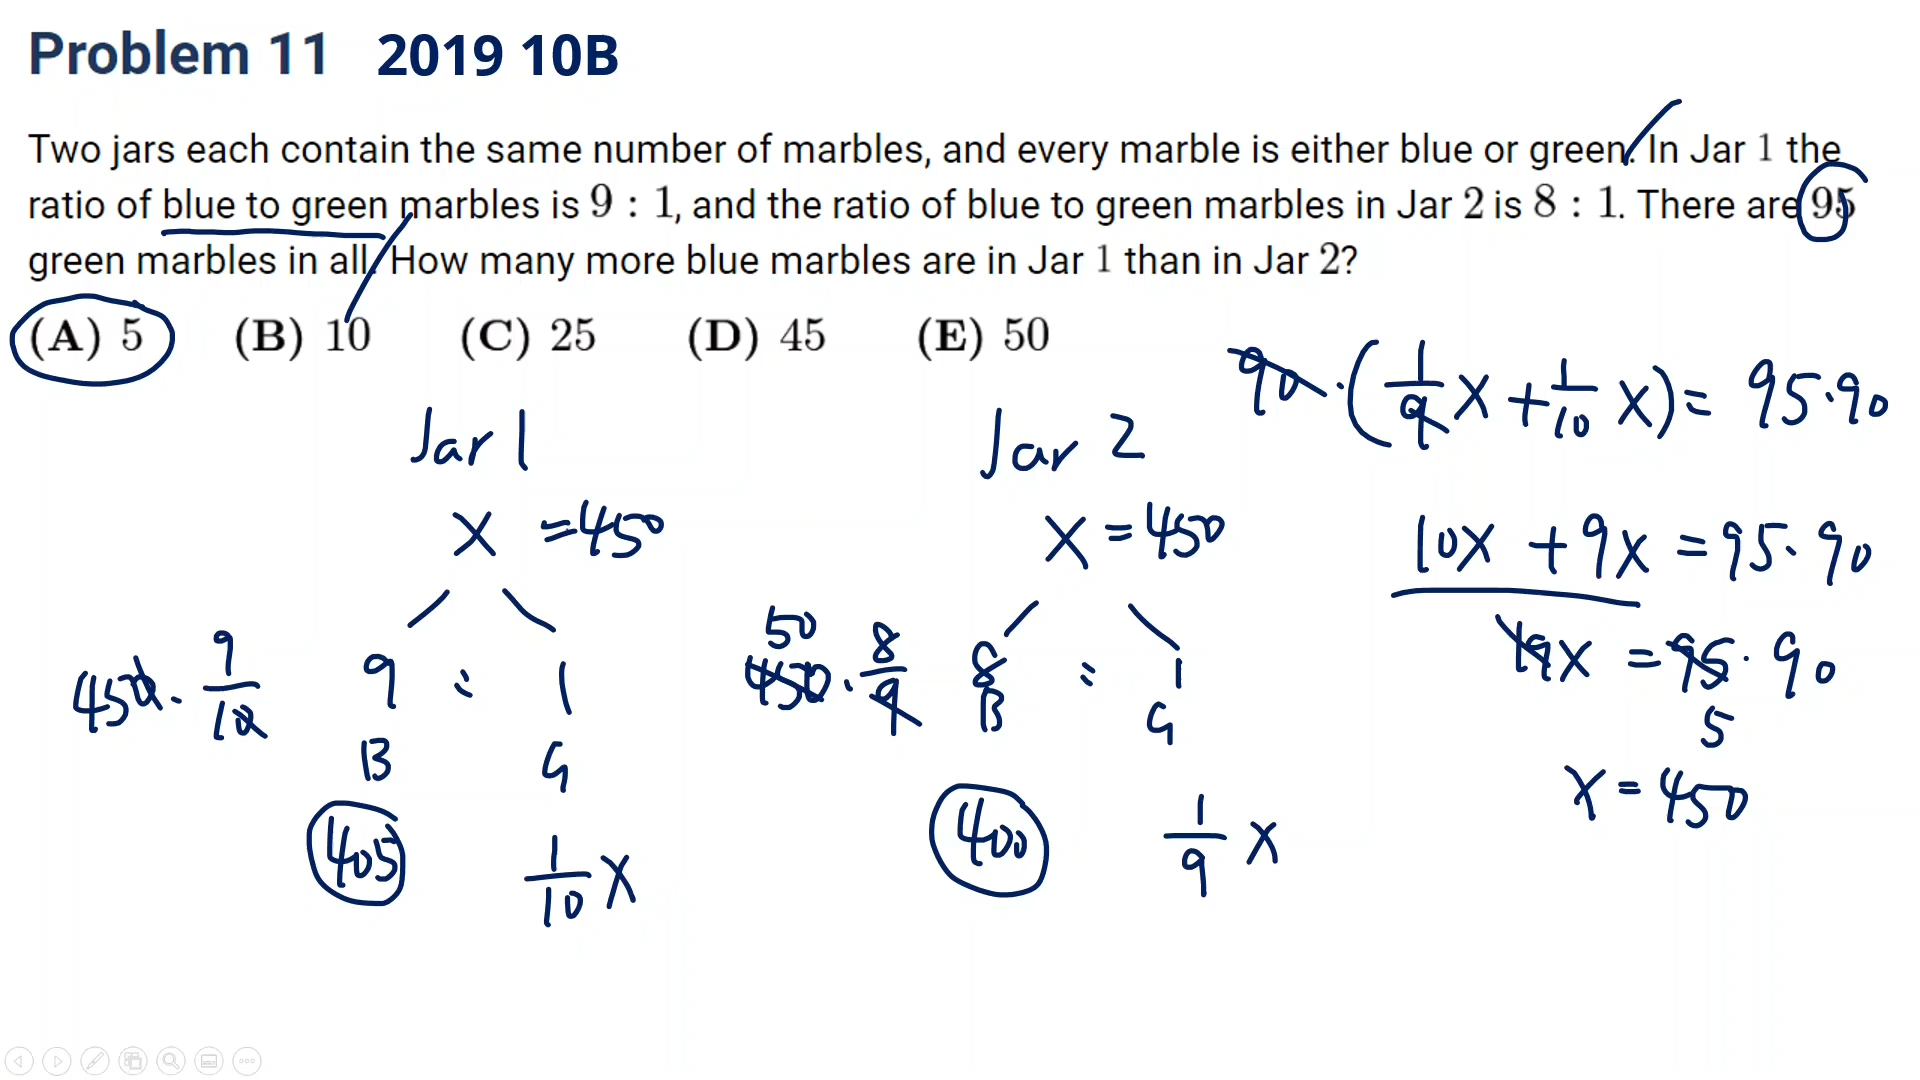 Problem 11 2019 10B
Two jars each contain the same number of marbles, and every marble is either blue or green. In Jar 1 the
ratio of blue to green marbles is 9 : 1, and the ratio of blue to green marbles in Jar 2 is 8 : 1. There are 95
green marbles in all. How many more blue marbles are in Jar 1 than in Jar 2?
(A) 5 (B) 10 (C) 25 (D) 45 (E) 50
Jar 1
x = 450
450 · 9/10
9 : 1
B G
405
1/10 x
Jar 2
x = 450
50
450 · 8/9
8 : 1
B G
400
1/9 x
90 · (1/9 x + 1/10 x) = 95 · 90
10x + 9x = 95 · 90
19x = 95 · 90
5
x = 450